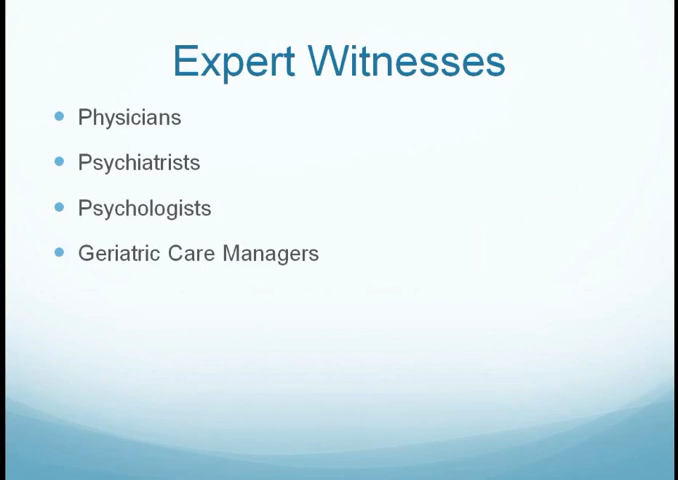 Expert Witnesses
Physicians
Psychiatrists
Psychologists
Geriatric Care Managers